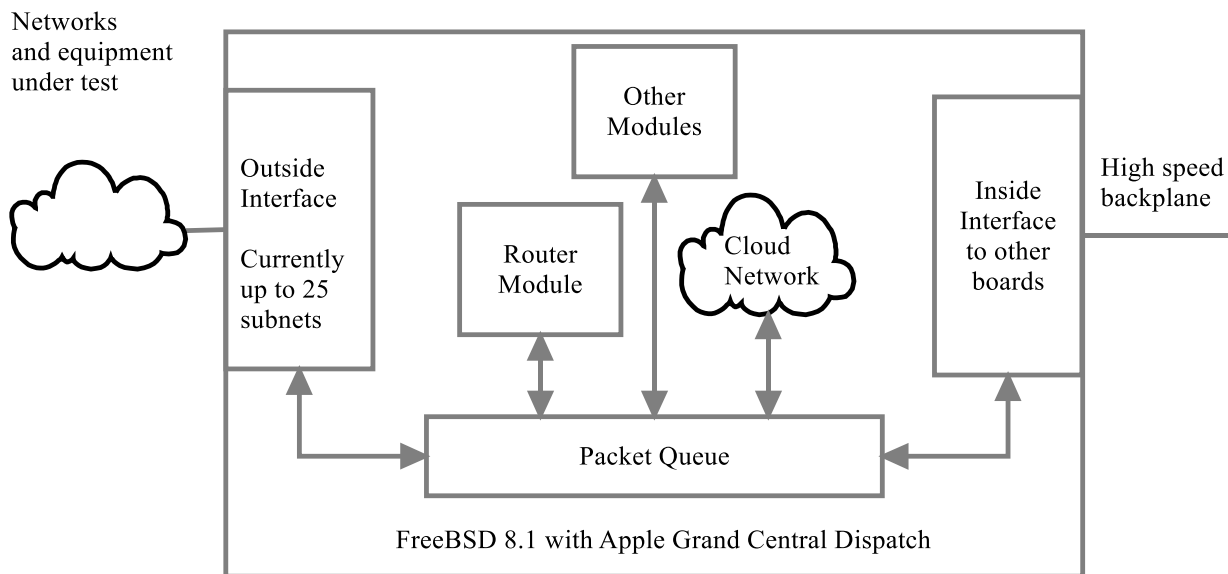 Networks
and equipment
under test
Outside
Interface
Currently
up to 25
subnets
Other
Modules
Router
Module
Cloud
Network
Inside
Interface
to other
boards
High speed
backplane
Packet Queue
FreeBSD 8.1 with Apple Grand Central Dispatch